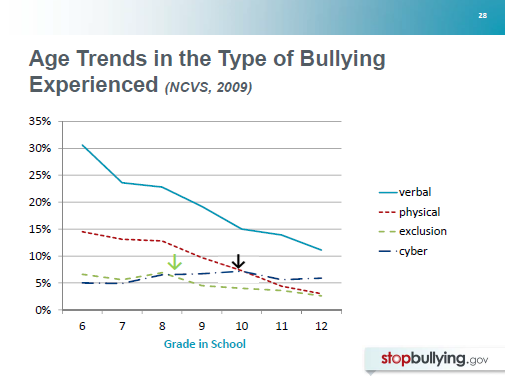 28
Age Trends in the Type of Bullying
Experienced (NCVS, 2009)
35%
30%
25%
20%
15%
10%
5%
0%
6 7 8 9 10 11 12
Grade in School
verbal
physical
exclusion
cyber
stopbullying.gov